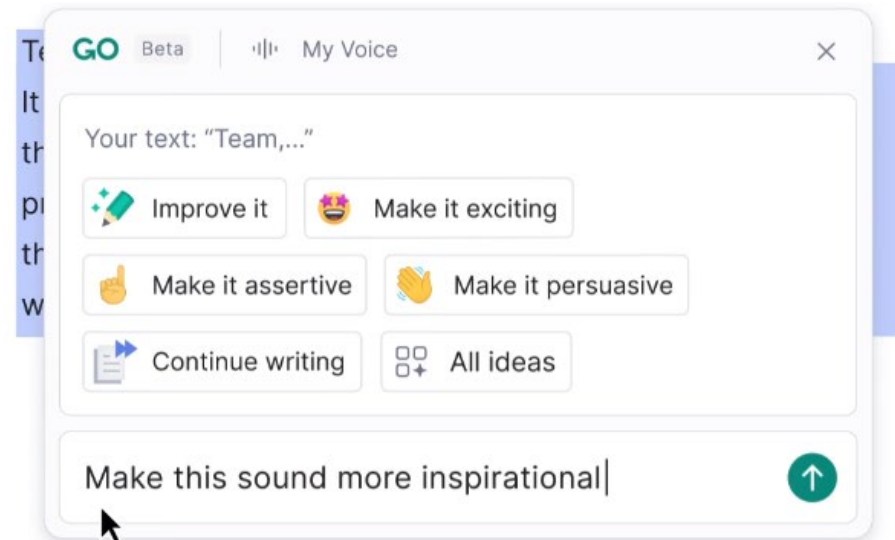 GO Beta My Voice
It
Your text: “Team,...”
Improve it Make it exciting
Make it assertive Make it persuasive
Continue writing All ideas
Make this sound more inspirational